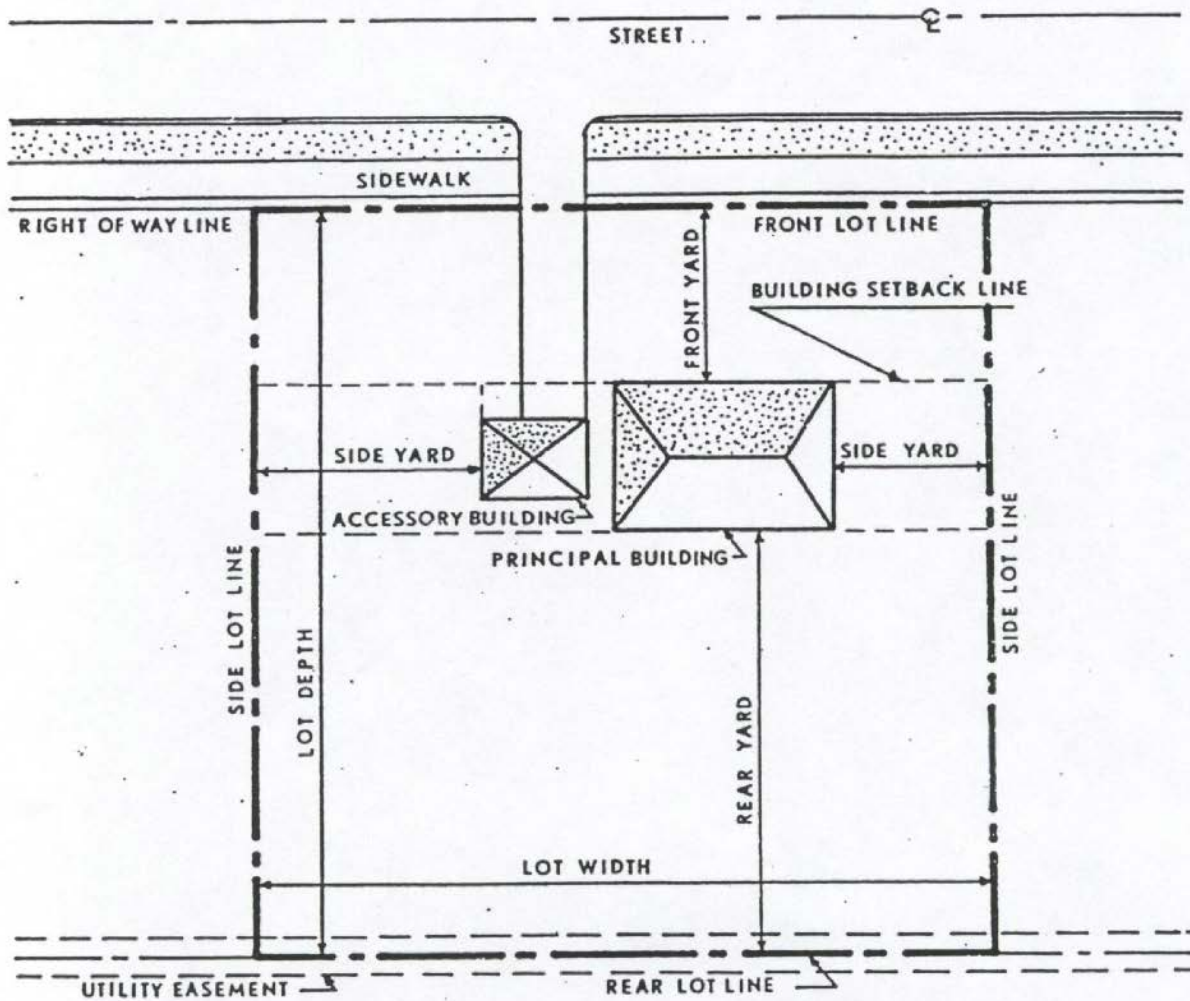 STREET..
℄
SIDEWALK
RIGHT OF WAY LINE
FRONT LOT LINE
FRONT YARD
BUILDING SETBACK LINE
SIDE YARD
SIDE YARD
ACCESSORY BUILDING
PRINCIPAL BUILDING
SIDE LOT LINE
LOT DEPTH
REAR YARD
SIDE LOT LINE
LOT WIDTH
UTILITY EASEMENT
REAR LOT LINE